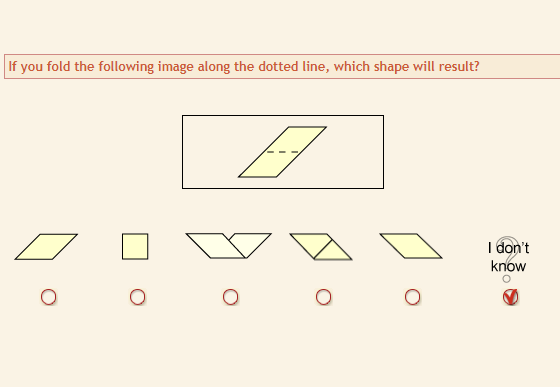 If you fold the following image along the dotted line, which shape will result?
I don't
know
?